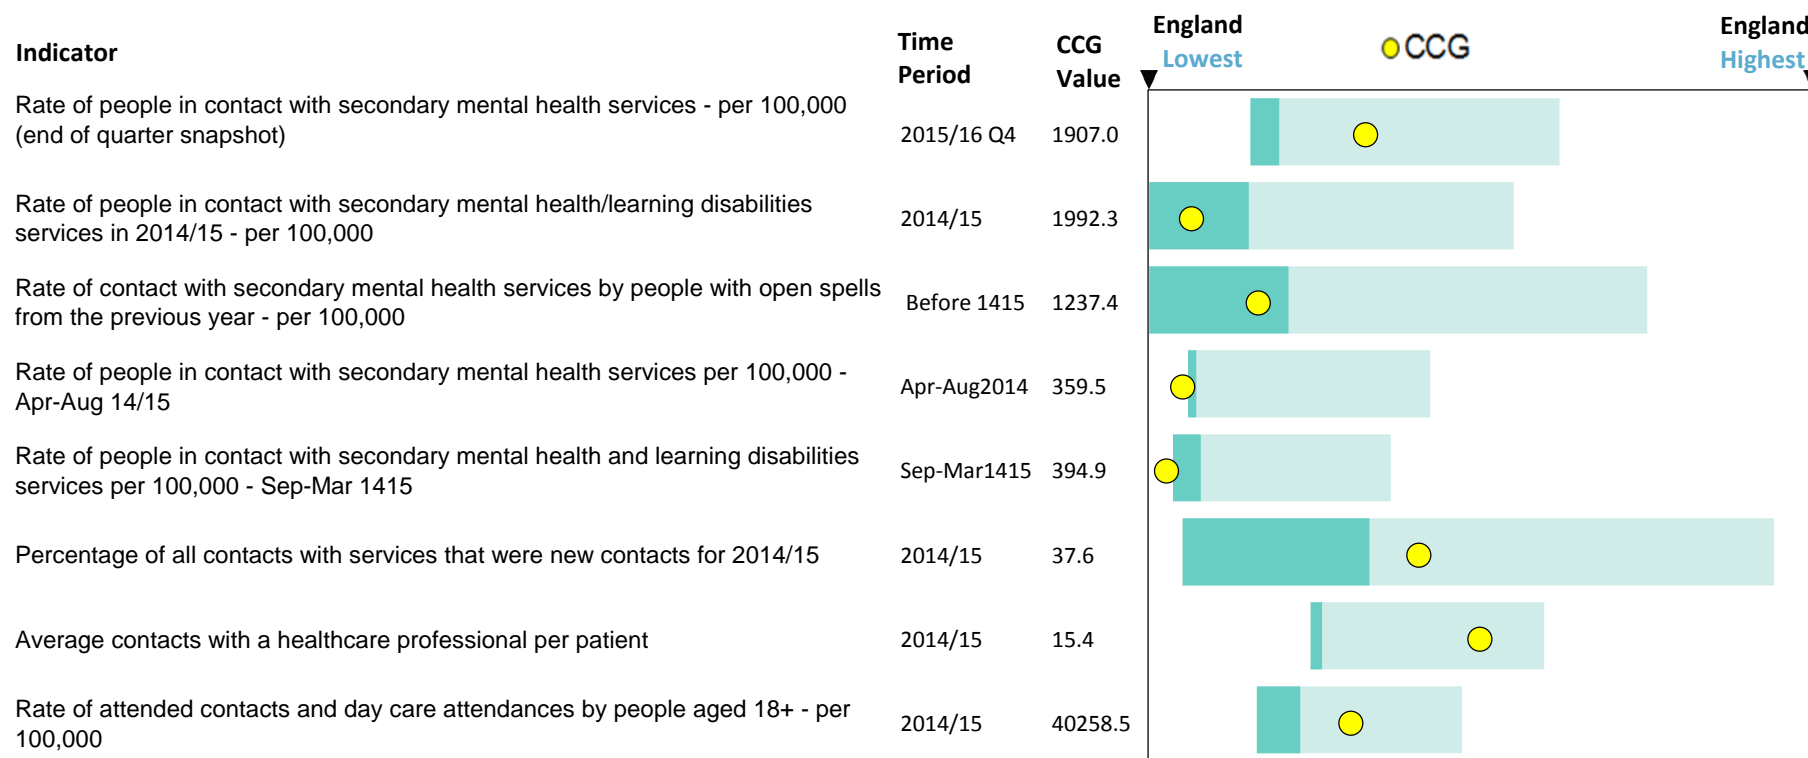 Indicator
Time
Period
CCG
Value
England
Lowest
CCG
England
Highest
Rate of people in contact with secondary mental health services - per 100,000
(end of quarter snapshot)
2015/16 Q4
1907.0
Rate of people in contact with secondary mental health/learning disabilities
services in 2014/15 - per 100,000
2014/15
1992.3
Rate of contact with secondary mental health services by people with open spells
from the previous year - per 100,000
Before 1415
1237.4
Rate of people in contact with secondary mental health services per 100,000 -
Apr-Aug 14/15
Apr-Aug2014
359.5
Rate of people in contact with secondary mental health and learning disabilities
services per 100,000 - Sep-Mar 1415
Sep-Mar1415
394.9
Percentage of all contacts with services that were new contacts for 2014/15
2014/15
37.6
Average contacts with a healthcare professional per patient
2014/15
15.4
Rate of attended contacts and day care attendances by people aged 18+ - per
100,000
2014/15
40258.5